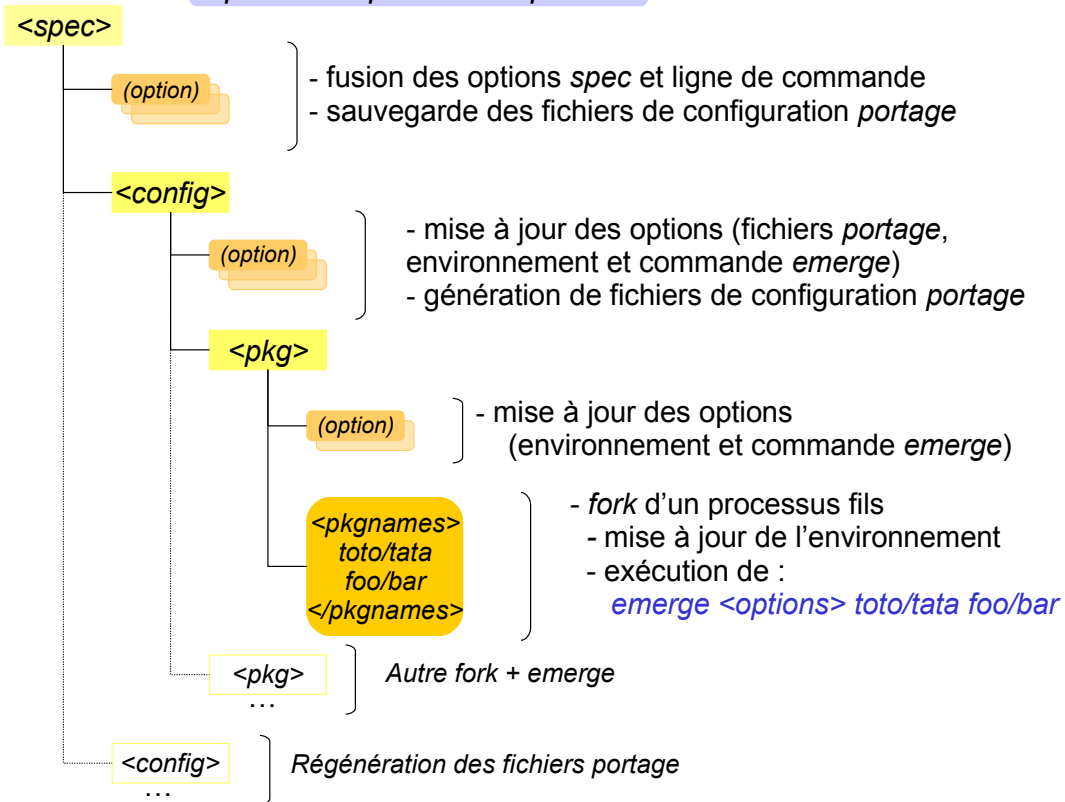 <spec>
(option)
- fusion des options spec et ligne de commande
- sauvegarde des fichiers de configuration portage
<config>
(option)
- mise à jour des options (fichiers portage,
environnement et commande emerge)
- génération de fichiers de configuration portage
<pkg>
(option)
- mise à jour des options
(environnement et commande emerge)
<pkgnames>
toto/tata
foo/bar
</pkgnames>
- fork d’un processus fils
- mise à jour de l’environnement
- exécution de :
emerge <options> toto/tata foo/bar
<pkg>
…
Autre fork + emerge
<config>
…
Régénération des fichiers portage